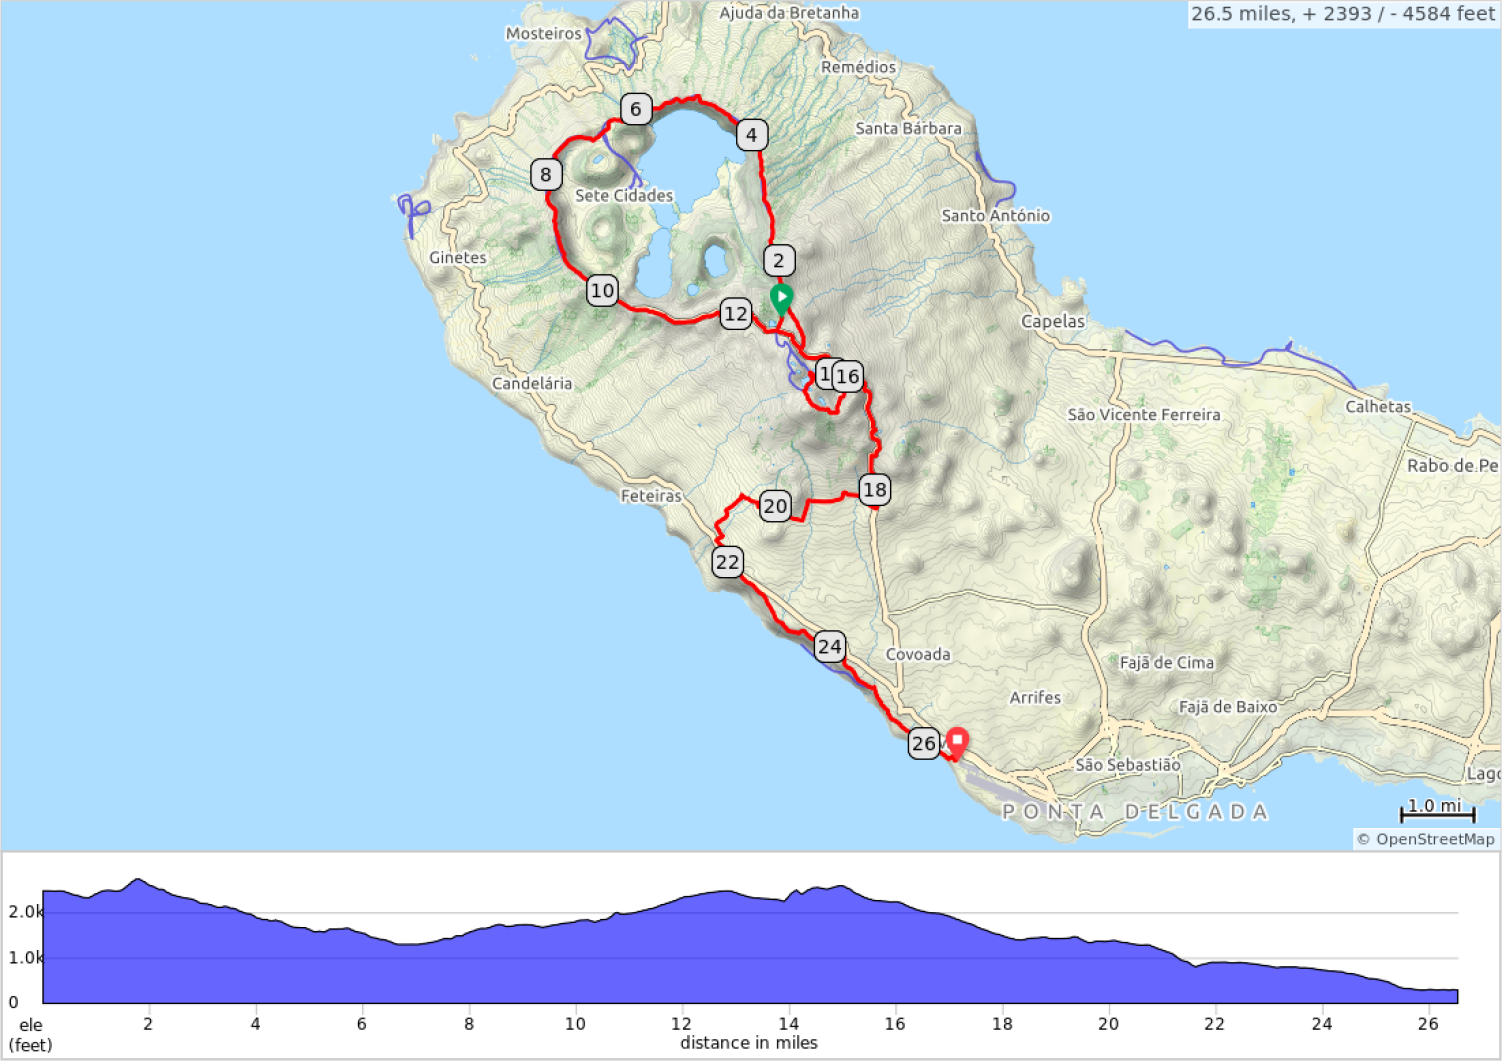 Ajuda da Bretanha
26.5 miles, + 2393 / - 4584 feet
Mosteiros
Remédios
6
Santa Bárbara
4
8
Sete Cidades
Santo António
Ginetes
2
10
12
Capelas
16
Candelária
Calhetas
São Vicente Ferreira
Rabo de Pe
18
Feteiras
20
22
24
Covoada
Fajã de Cima
Arrifes
Fajã de Baixo
26
São Sebastião
Lago
PONTA DELGADA
1.0 mi
© OpenStreetMap
2.0k
1.0k
0
ele
(feet)
2 4 6 8 10 12 14 16 18 20 22 24 26
distance in miles